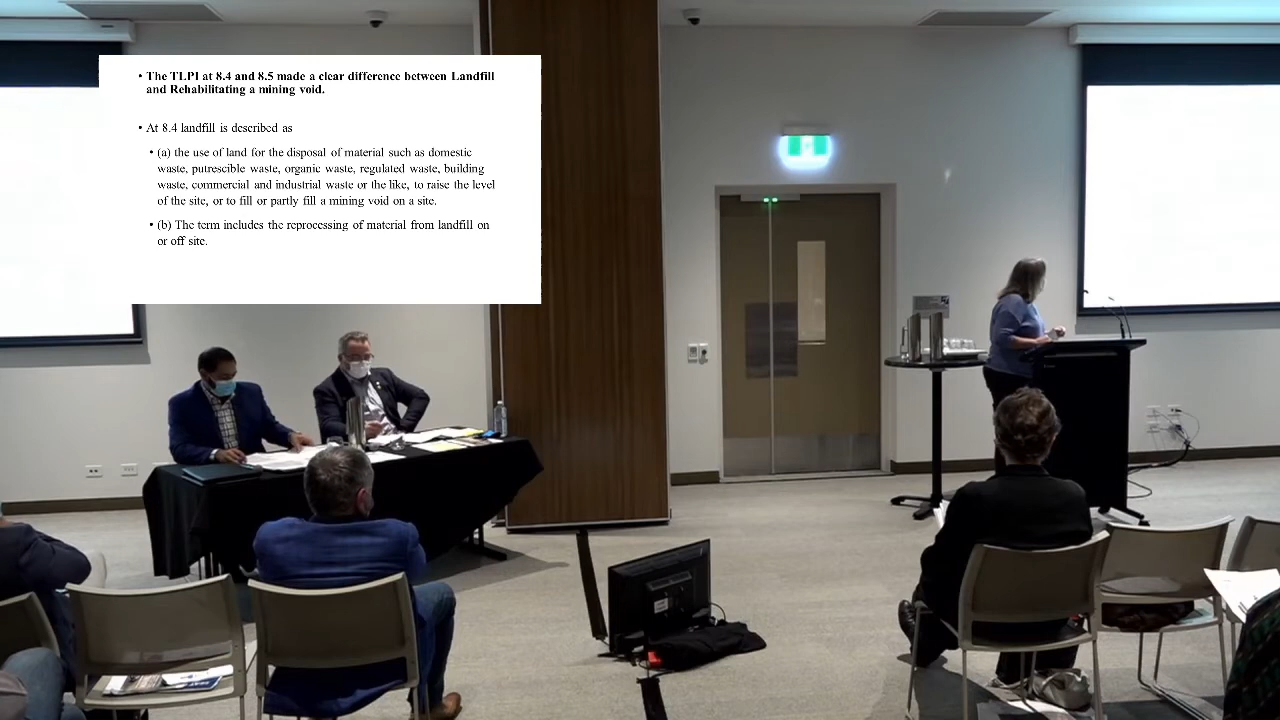 • The TLPI at 8.4 and 8.5 made a clear difference between Landfill
and Rehabilitating a mining void.
• At 8.4 landfill is described as
• (a) the use of land for the disposal of material such as domestic
waste, putrescible waste, organic waste, regulated waste, building
waste, commercial and industrial waste or the like, to raise the level
of the site, or to fill or partly fill a mining void on a site.
• (b) The term includes the reprocessing of material from landfill on
or off site.